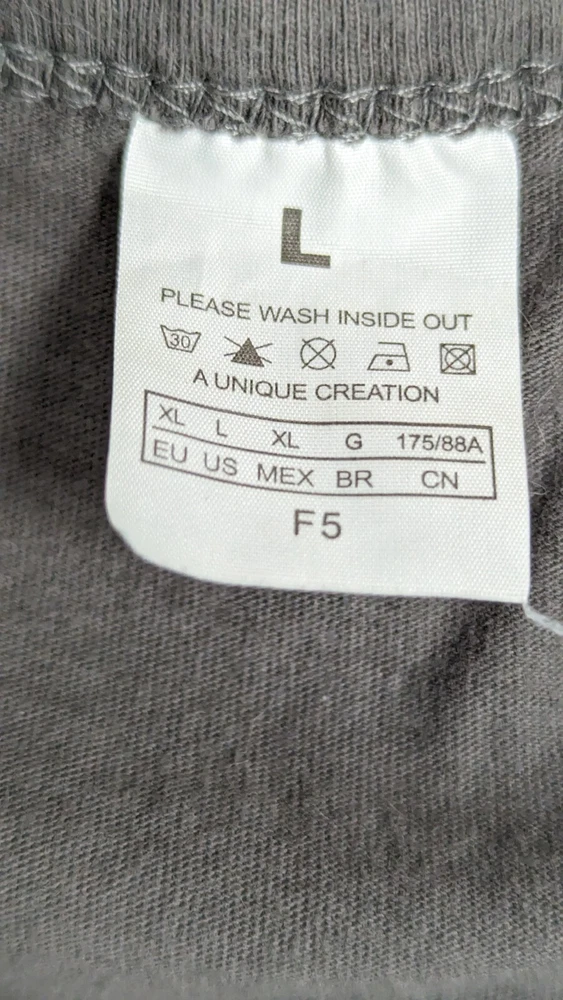 L
PLEASE WASH INSIDE OUT
30
A UNIQUE CREATION
XL L XL G 175/88A
EU US MEX BR CN
F5